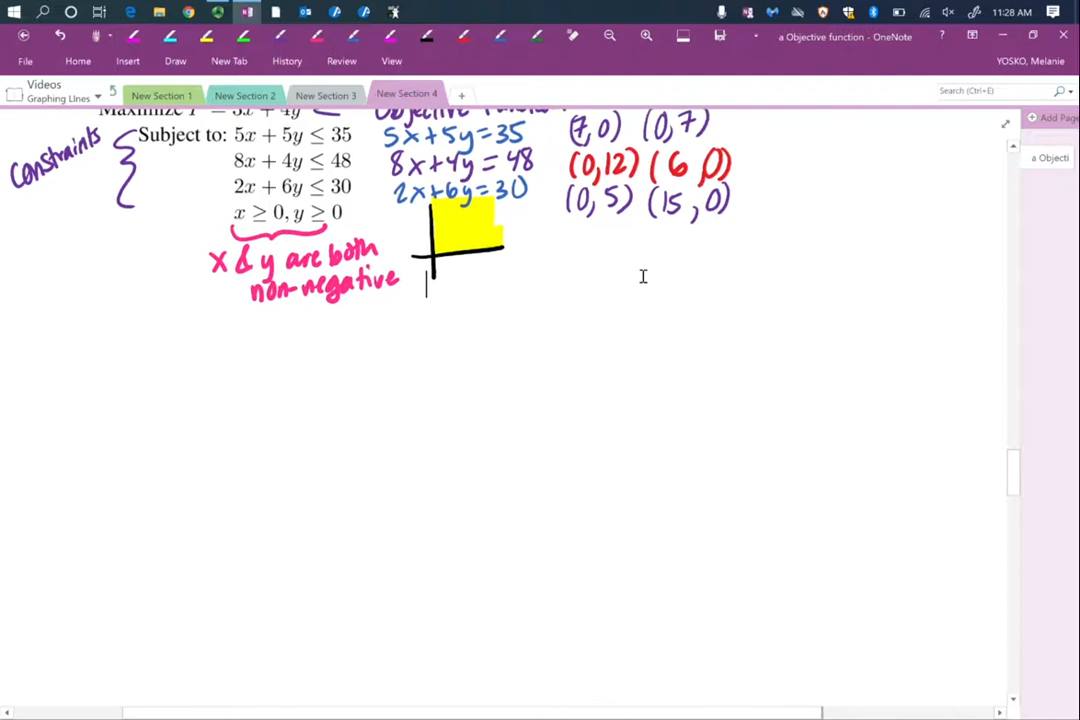 11:28 AM
a Objective function - OneNote
YOSKO, Melanie
File Home Insert Draw New Tab History Review View
Videos
Graphing Lines
New Section 1 New Section 2 New Section 3 New Section 4 +
Search (Ctrl+E)
Add Page
a Objecti
constraints
Subject to: 5x + 5y ≤ 35
8x + 4y ≤ 48
2x + 6y ≤ 30
x ≥ 0, y ≥ 0
5x+5y=35 (7,0) (0,7)
8x+4y=48 (0,12) (6,0)
2x+6y=30 (0,5) (15,0)
x & y are both
non-negative